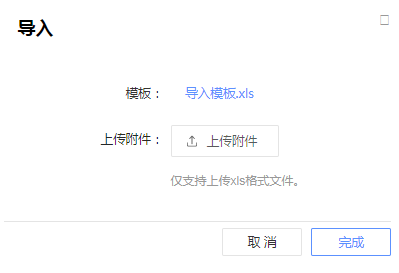 导入
模板： 导入模板.xls
上传附件： 上传附件
仅支持上传xls格式文件。
取 消 完成